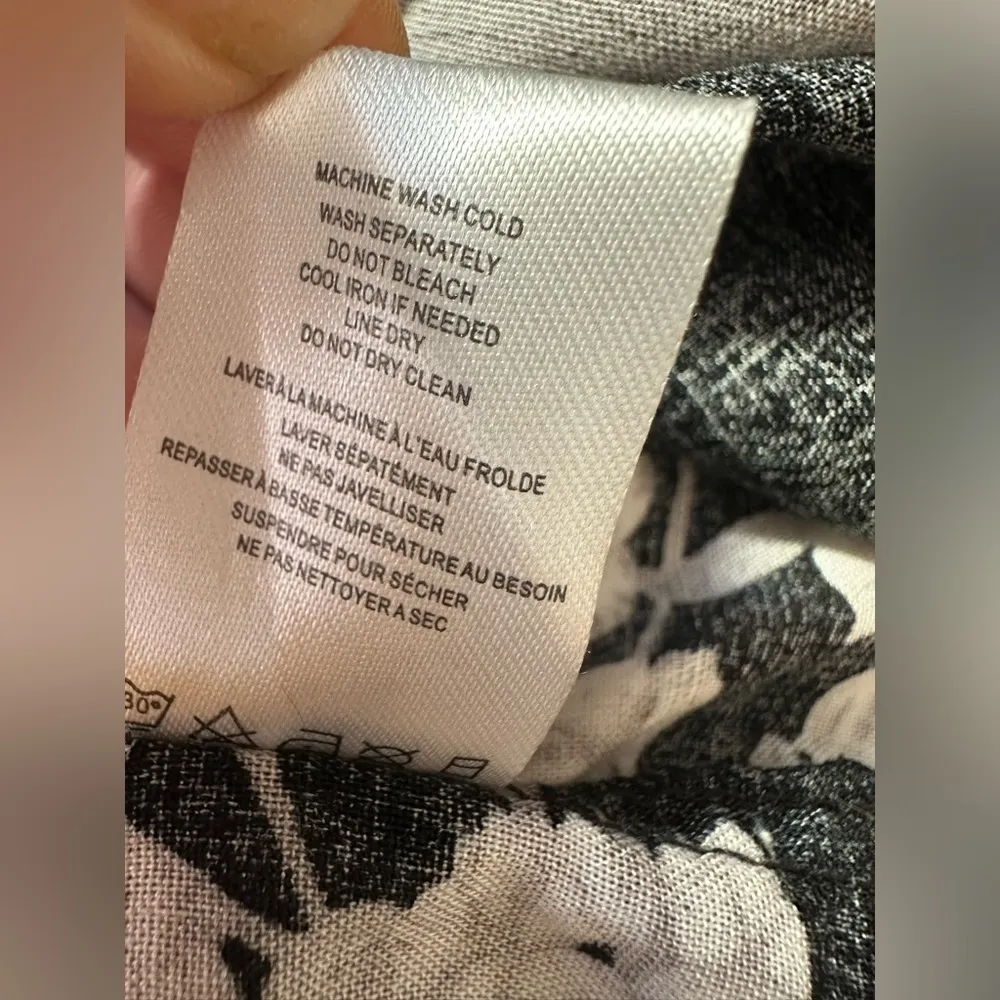 MACHINE WASH COLD
WASH SEPARATELY
DO NOT BLEACH
COOL IRON IF NEEDED
LINE DRY
DO NOT DRY CLEAN
LAVER À LA MACHINE À L'EAU FROLDE
LAVER SÉPATÉMENT
NE PAS JAVELLISER
REPASSER À BASSE TEMPÉRATURE AU BESOIN
SUSPENDRE POUR SÉCHER
NE PAS NETTOYER A SEC
30°